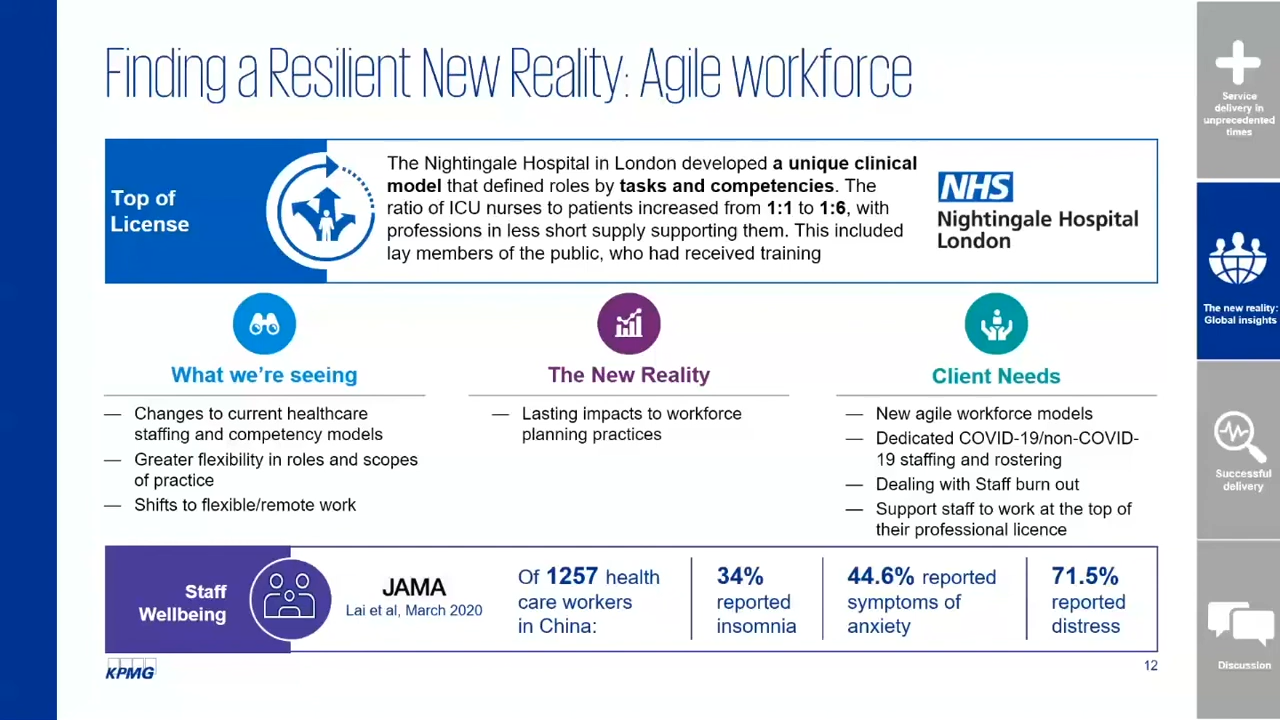 Finding a Resilient New Reality: Agile workforce
Top of
License
The Nightingale Hospital in London developed a unique clinical
model that defined roles by tasks and competencies. The
ratio of ICU nurses to patients increased from 1:1 to 1:6, with
professions in less short supply supporting them. This included
lay members of the public, who had received training
NHS
Nightingale Hospital
London
What we're seeing
— Changes to current healthcare
staffing and competency models
— Greater flexibility in roles and scopes
of practice
— Shifts to flexible/remote work
The New Reality
— Lasting impacts to workforce
planning practices
Client Needs
— New agile workforce models
— Dedicated COVID-19/non-COVID-
19 staffing and rostering
— Dealing with Staff burn out
— Support staff to work at the top of
their professional licence
Staff
Wellbeing
JAMA
Lai et al, March 2020
Of 1257 health
care workers
in China:
34%
reported
insomnia
44.6% reported
symptoms of
anxiety
71.5%
reported
distress
KPMG
12
Service
delivery in
unprecedented
times
The new reality:
Global insights
Successful
delivery
Discussion